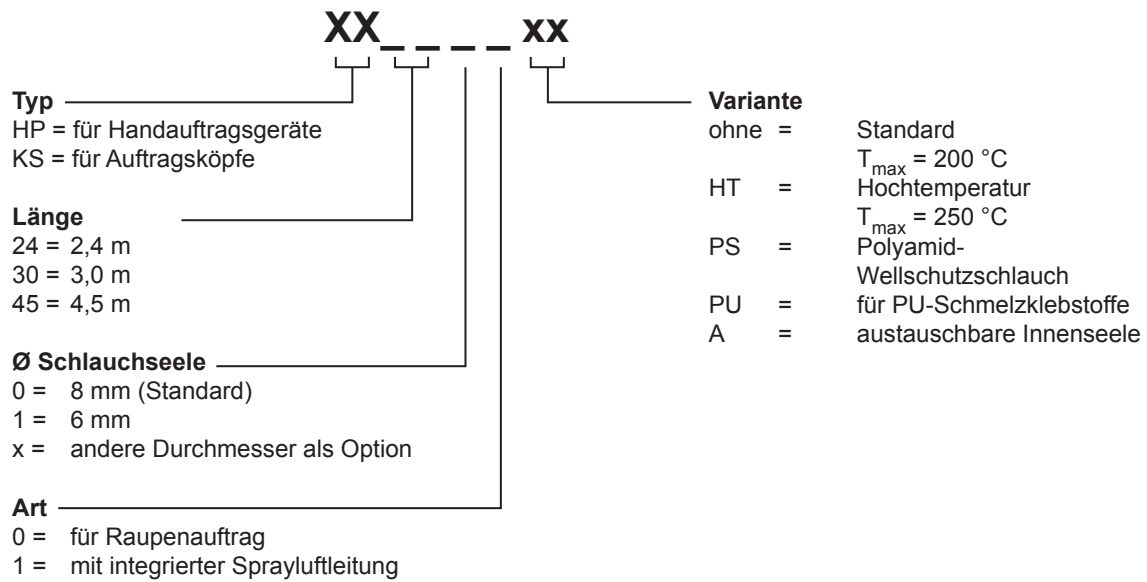 XX_ _ _ _ xx
Typ
HP = für Handauftragsgeräte
KS = für Auftragsköpfe
Länge
24 = 2,4 m
30 = 3,0 m
45 = 4,5 m
Ø Schlauchseele
0 = 8 mm (Standard)
1 = 6 mm
x = andere Durchmesser als Option
Art
0 = für Raupenauftrag
1 = mit integrierter Sprayluftleitung
Variante
ohne = Standard
Tmax = 200 °C
HT = Hochtemperatur
Tmax = 250 °C
PS = Polyamid-
Wellschutzschlauch
PU = für PU-Schmelzklebstoffe
A = austauschbare Innenseele